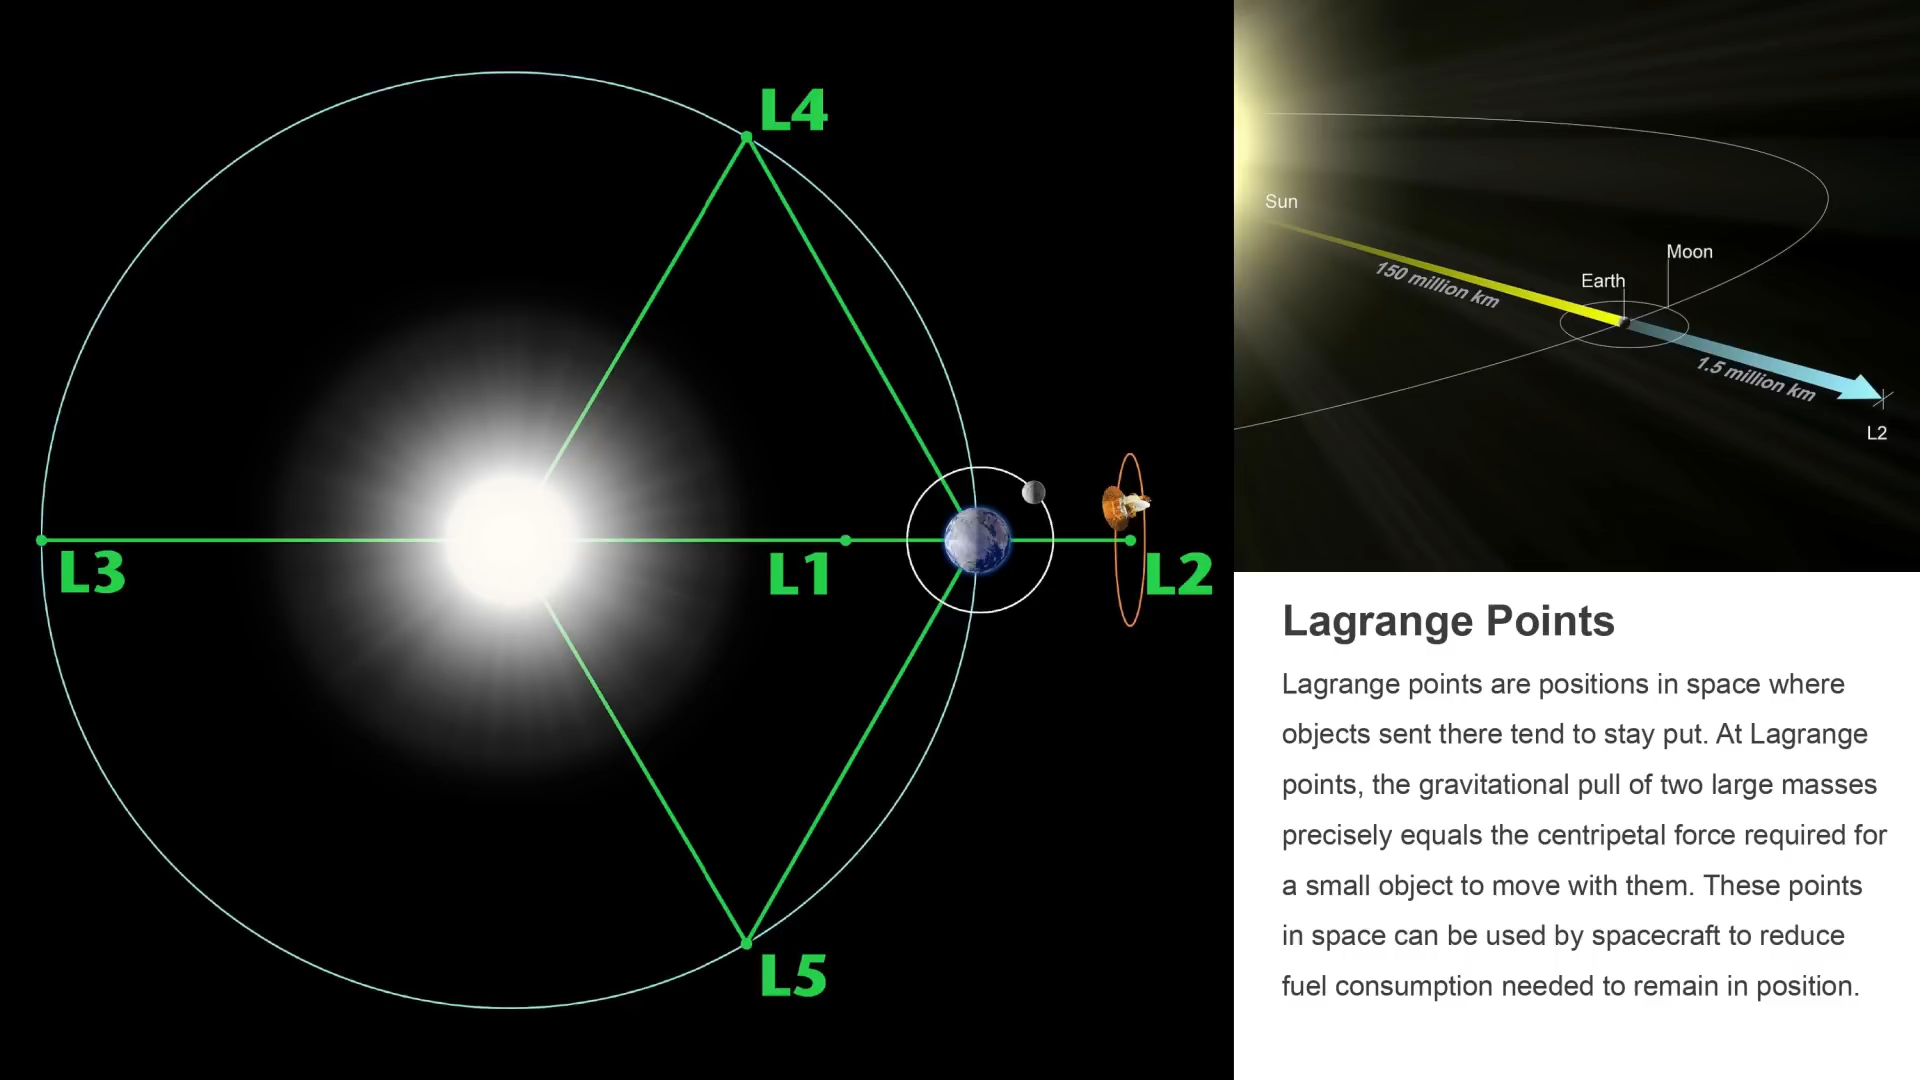 L4
L3
L1
L2
L5
Sun
Moon
Earth
150 million km
1.5 million km
L2
Lagrange Points
Lagrange points are positions in space where
objects sent there tend to stay put. At Lagrange
points, the gravitational pull of two large masses
precisely equals the centripetal force required for
a small object to move with them. These points
in space can be used by spacecraft to reduce
fuel consumption needed to remain in position.